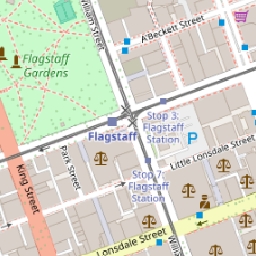 William Street
A'Beckett Street
Flagstaff
Gardens
Stop 3:
Flagstaff
Station
Flagstaff
P
Little Lonsdale Street
King Street
Park Street
Stop 7:
Flagstaff
Station
Lonsdale Street
Willia